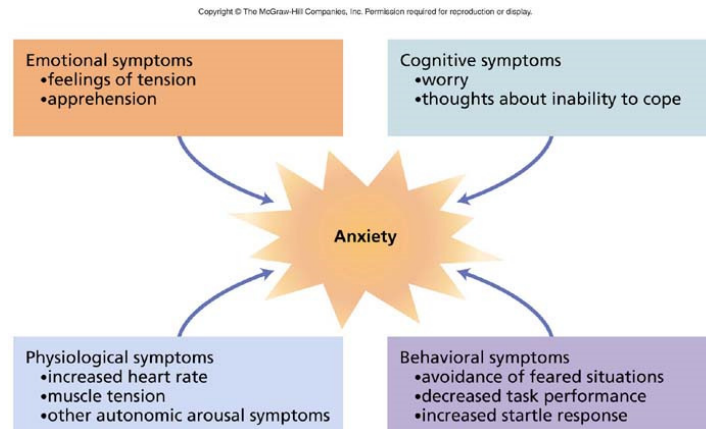 Copyright © The McGraw-Hill Companies, Inc. Permission required for reproduction or display.
Emotional symptoms
•feelings of tension
•apprehension
Cognitive symptoms
•worry
•thoughts about inability to cope
Anxiety
Physiological symptoms
•increased heart rate
•muscle tension
•other autonomic arousal symptoms
Behavioral symptoms
•avoidance of feared situations
•decreased task performance
•increased startle response